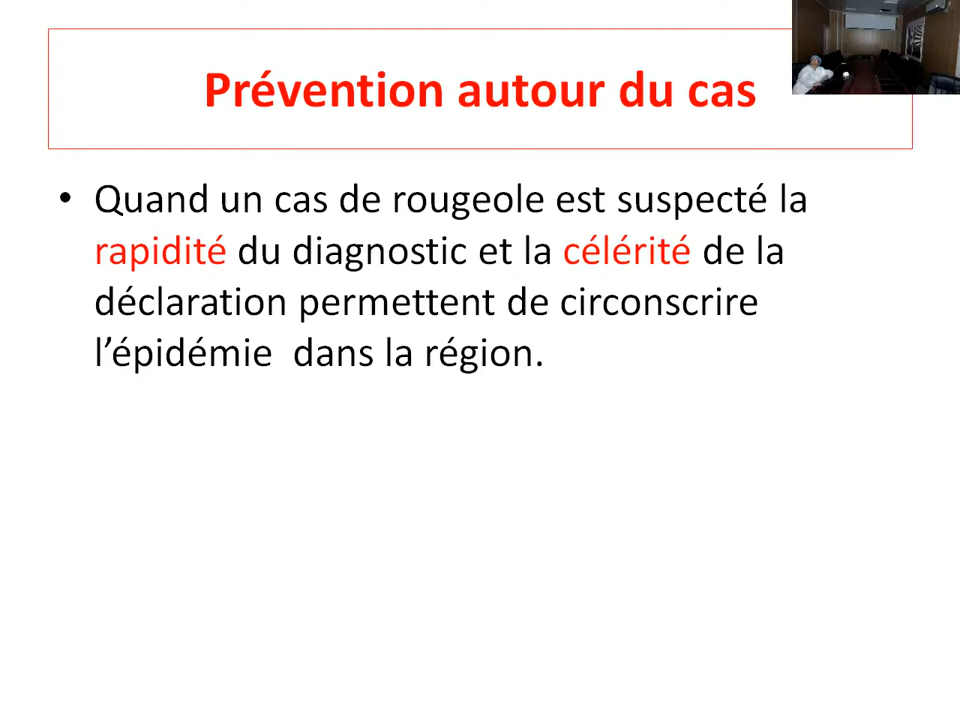 Prévention autour du cas
• Quand un cas de rougeole est suspecté la
rapidité du diagnostic et la célérité de la
déclaration permettent de circonscrire
l’épidémie  dans la région.